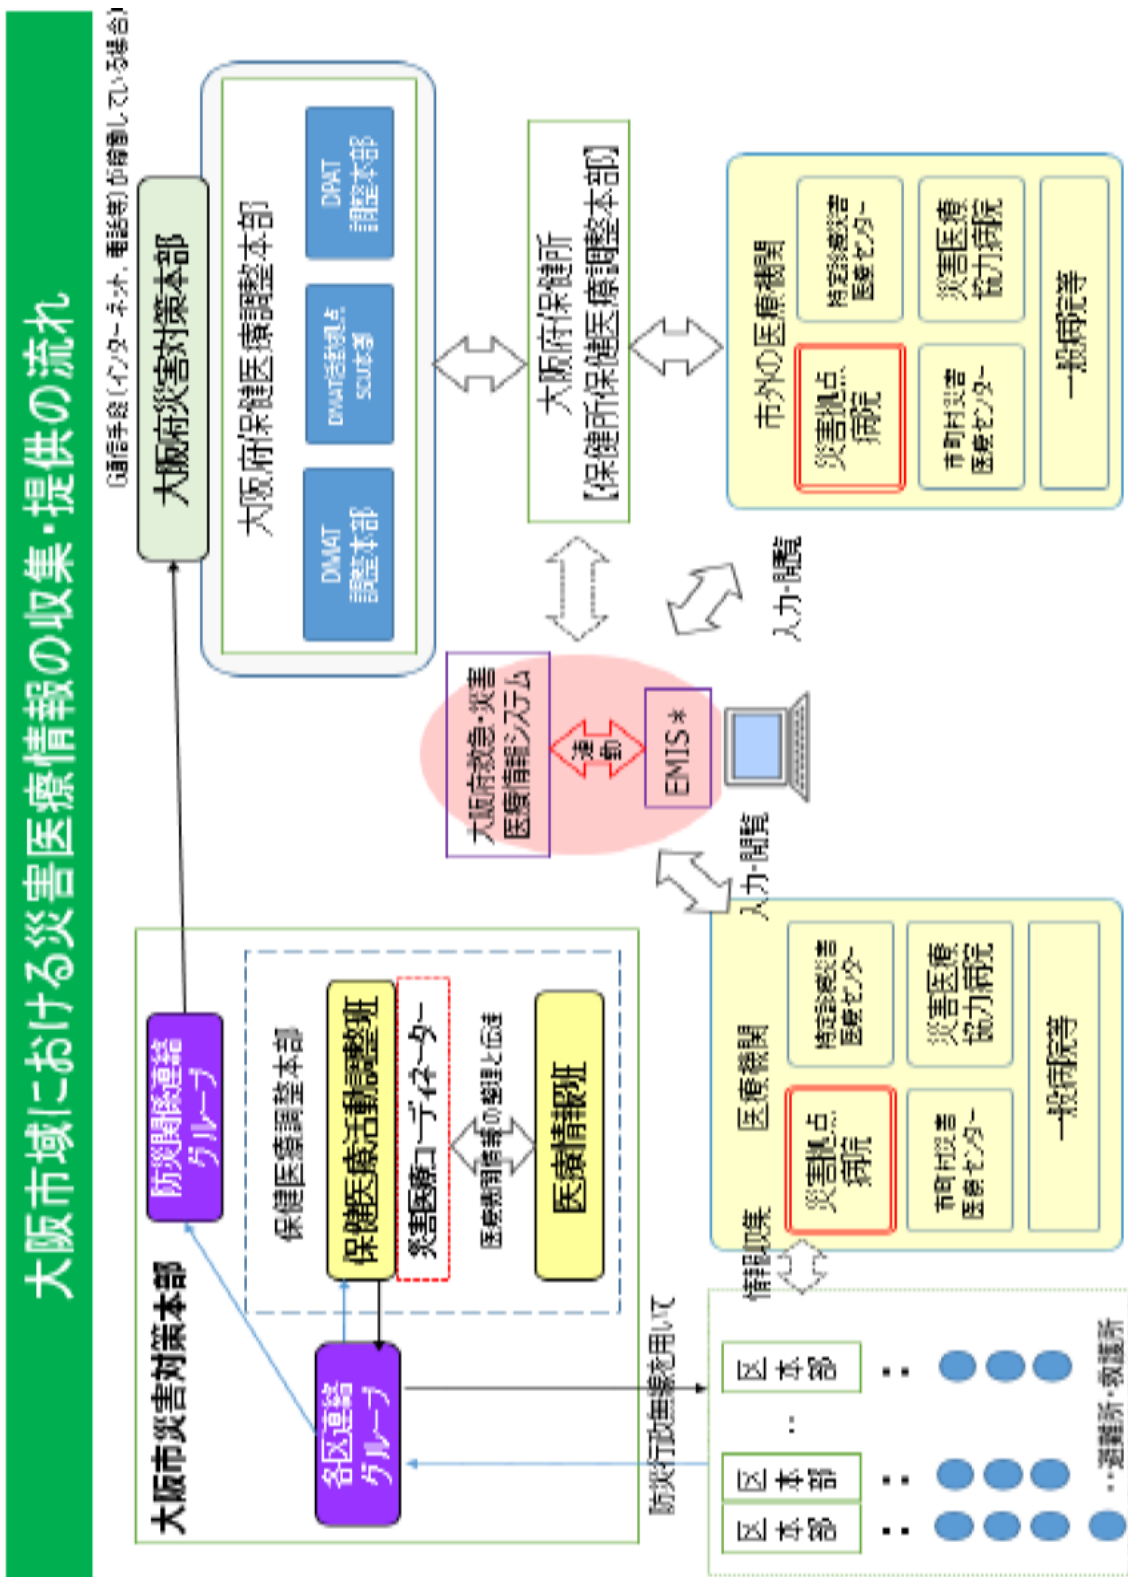 大阪市域における災害医療情報の収集・提供の流れ
(通信手段(インターネット、電話等)が稼働している場合)
大阪市災害対策本部
防災関係連絡
グループ
各区連絡
グループ
保健医療調整本部
保健医療活動調整班
災害医療コーディネーター
医療機関情報の整理と伝達
医療情報班
防災行政無線を用いて
区
本
部
区
本
部
・・
区
本
部
・・
・・
・・
・・避難所・救護所
情報収集
医療機関
災害拠点
病院
特定診療災害
医療センター
市町村災害
医療センター
災害医療
協力病院
一般病院等
大阪府災害対策本部
大阪府保健医療調整本部
DMAT
調整本部
DMAT活動拠点
SCU本部
DPAT
調整本部
大阪府救急・災害
医療情報システム
連
動
EMIS*
入力・閲覧
入力・閲覧
大阪府保健所
【保健所保健医療調整本部】
市外の医療機関
災害拠点
病院
特定診療災害
医療センター
市町村災害
医療センター
災害医療
協力病院
一般病院等